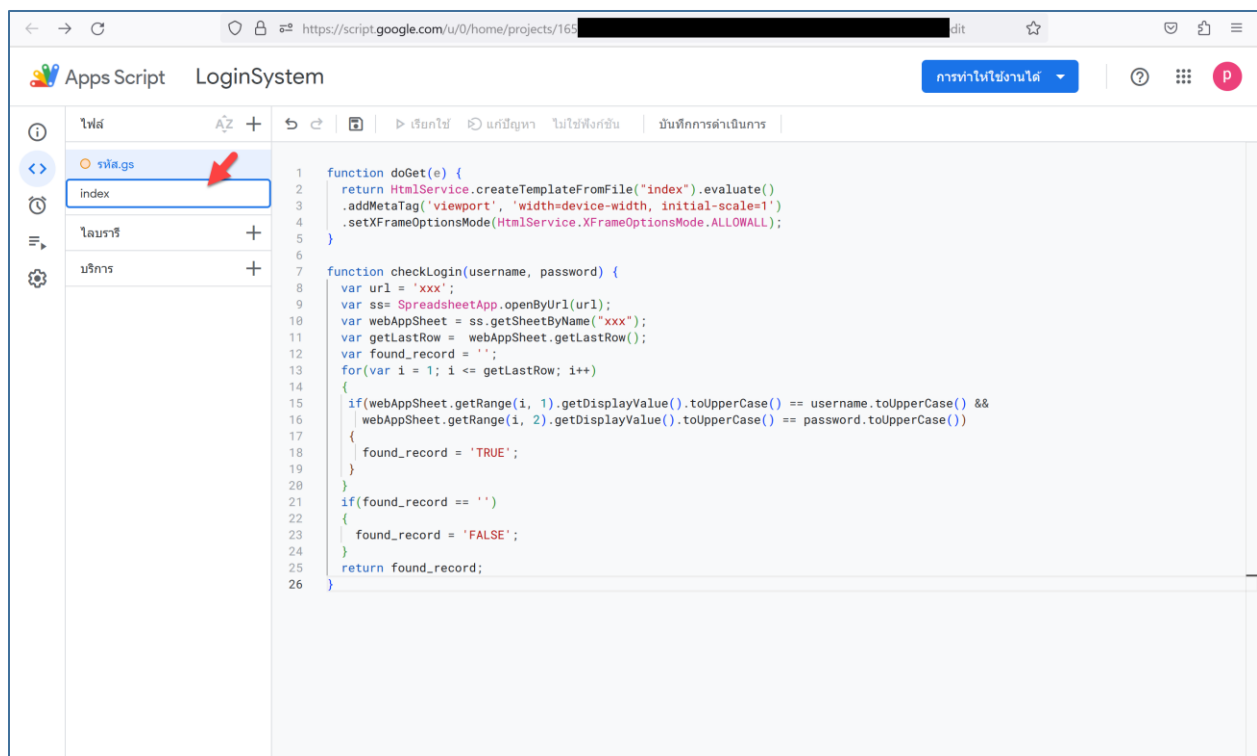 https://script.google.com/u/0/home/projects/165
dit
Apps Script
LoginSystem
การทำให้ใช้งานได้
p
ไฟล์
AZ
เรียกใช้
แก้ปัญหา
ไม่ใช่ฟังก์ชัน
บันทึกการดำเนินการ
รหัส.gs
index
ไลบรารี
บริการ
1 function doGet(e) {
2 return HtmlService.createTemplateFromFile("index").evaluate()
3 .addMetaTag('viewport', 'width=device-width, initial-scale=1')
4 .setXFrameOptionsMode(HtmlService.XFrameOptionsMode.ALLOWALL);
5 }
6
7 function checkLogin(username, password) {
8 var url = 'xxx';
9 var ss= SpreadsheetApp.openByUrl(url);
10 var webAppSheet = ss.getSheetByName("xxx");
11 var getLastRow =  webAppSheet.getLastRow();
12 var found_record = '';
13 for(var i = 1; i <= getLastRow; i++)
14 {
15 if(webAppSheet.getRange(i, 1).getDisplayValue().toUpperCase() == username.toUpperCase() &&
16 webAppSheet.getRange(i, 2).getDisplayValue().toUpperCase() == password.toUpperCase())
17 {
18 found_record = 'TRUE';
19 }
20 }
21 if(found_record == '')
22 {
23 found_record = 'FALSE';
24 }
25 return found_record;
26 }